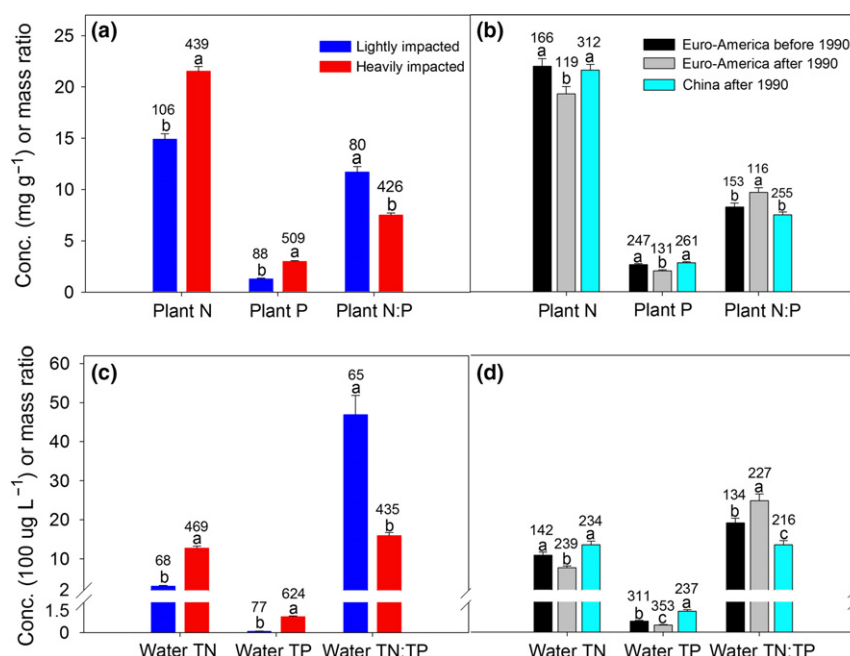 (a)
Lightly impacted
Heavily impacted
Conc. (mg g⁻¹) or mass ratio
25
20
15
10
5
0
106
b
439
a
88
b
509
a
80
a
426
b
Plant N Plant P Plant N:P
(b)
Euro-America before 1990
Euro-America after 1990
China after 1990
166
a
119
b
312
a
247
a
131
b
261
a
153
b
116
a
255
b
Plant N Plant P Plant N:P
(c)
Conc. (100 ug L⁻¹) or mass ratio
60
50
40
30
20
10
2
1.5
0
68
b
469
a
77
b
624
a
65
a
435
b
Water TN Water TP Water TN:TP
(d)
142
a
239
b
234
a
311
b
353
c
237
a
134
b
227
a
216
c
Water TN Water TP Water TN:TP